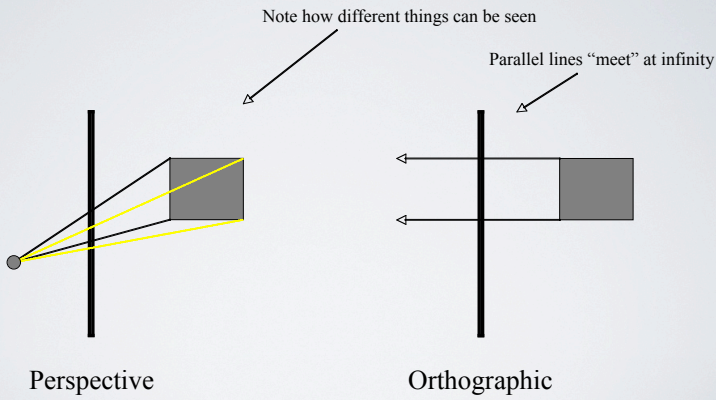 Note how different things can be seen
Parallel lines “meet” at infinity
Perspective
Orthographic